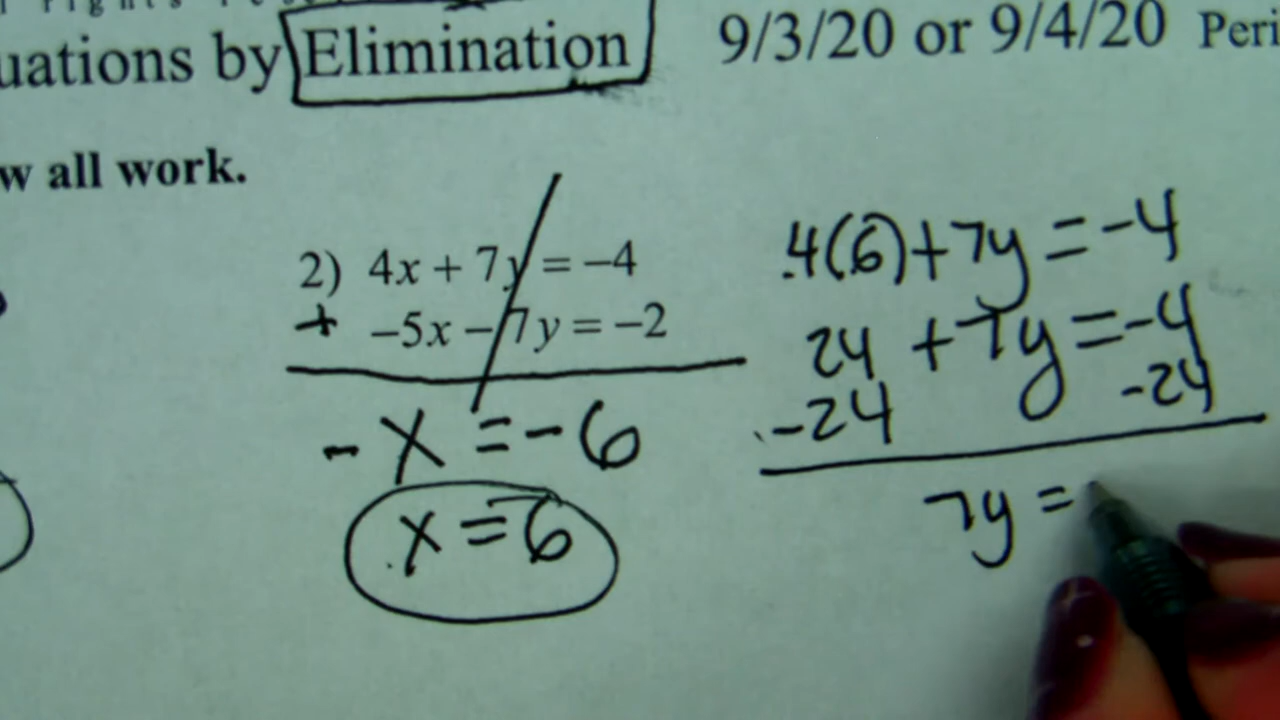 uations by Elimination 9/3/20 or 9/4/20 Peri
w all work.
2) 4x + 7y = −4
+ −5x − 7y = −2
-x = -6
x = 6
4(6)+7y = -4
24 + 7y = -4
-24 -24
7y =